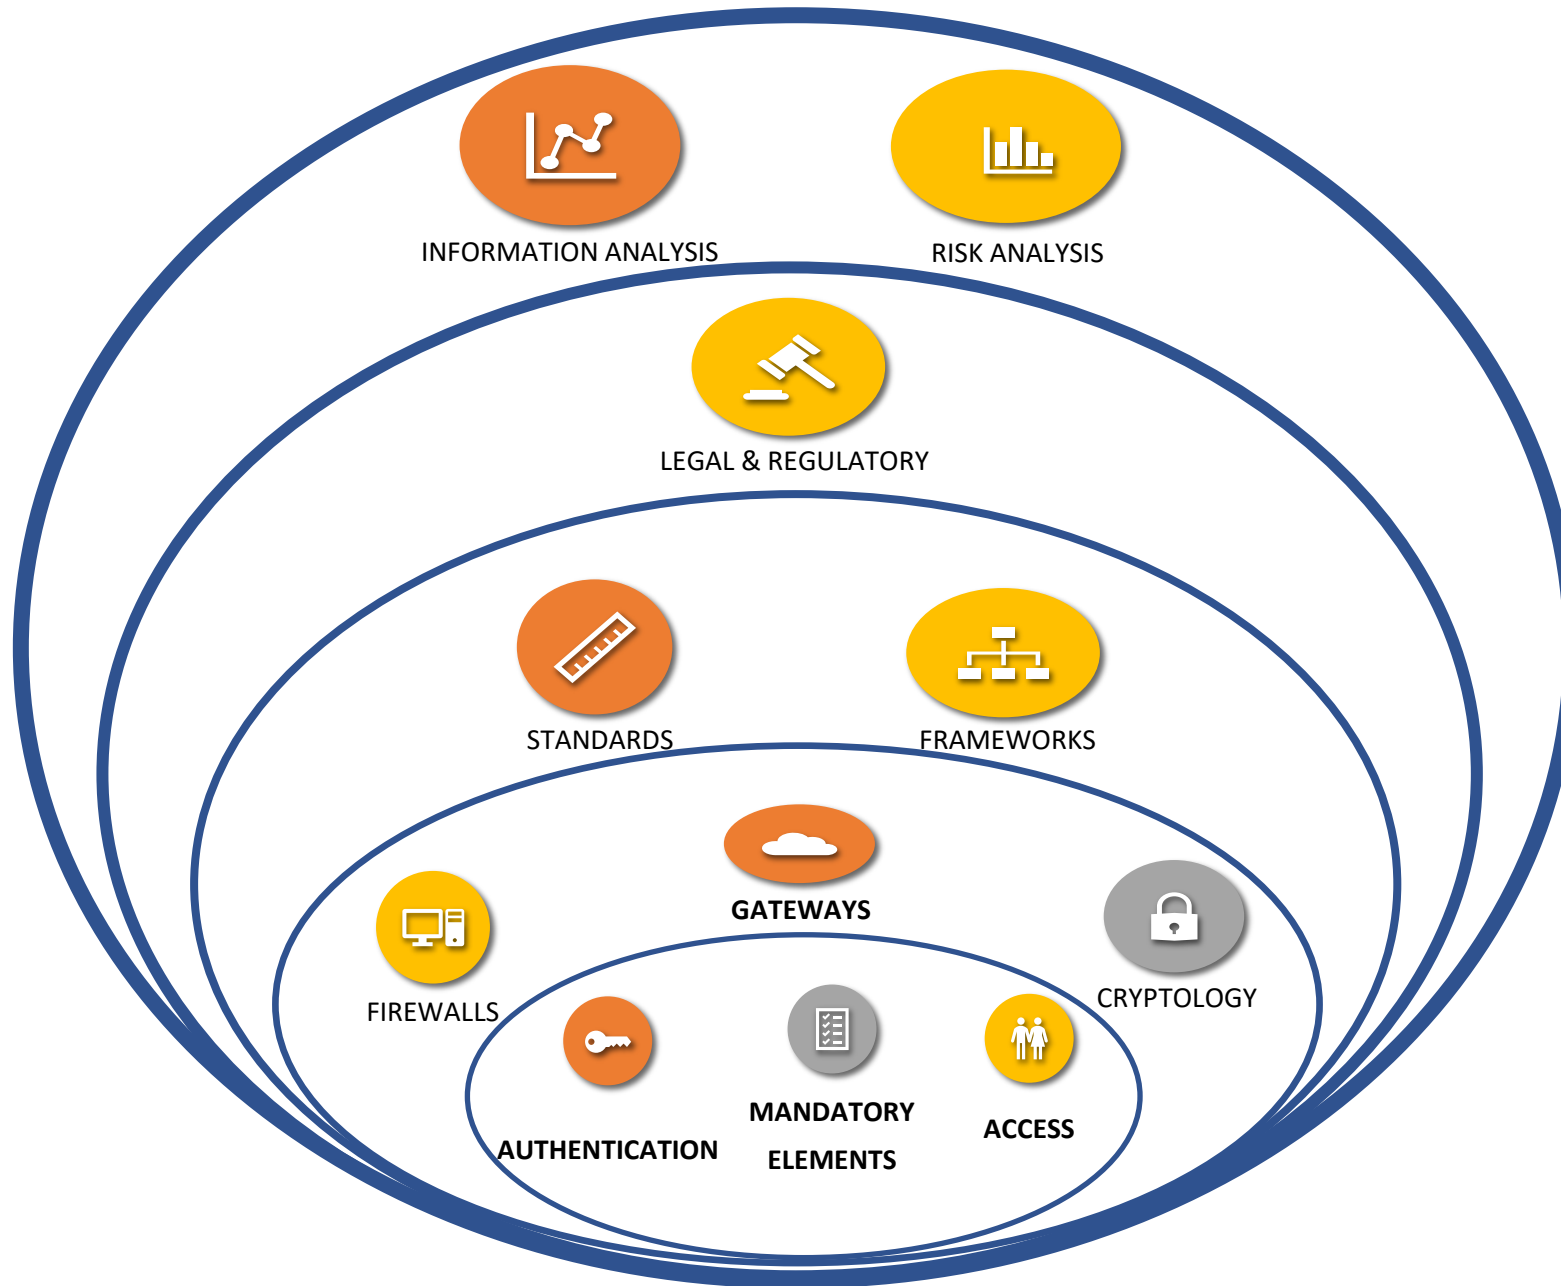 INFORMATION ANALYSIS
RISK ANALYSIS
LEGAL & REGULATORY
STANDARDS
FRAMEWORKS
GATEWAYS
FIREWALLS
CRYPTOLOGY
AUTHENTICATION
MANDATORY
ELEMENTS
ACCESS